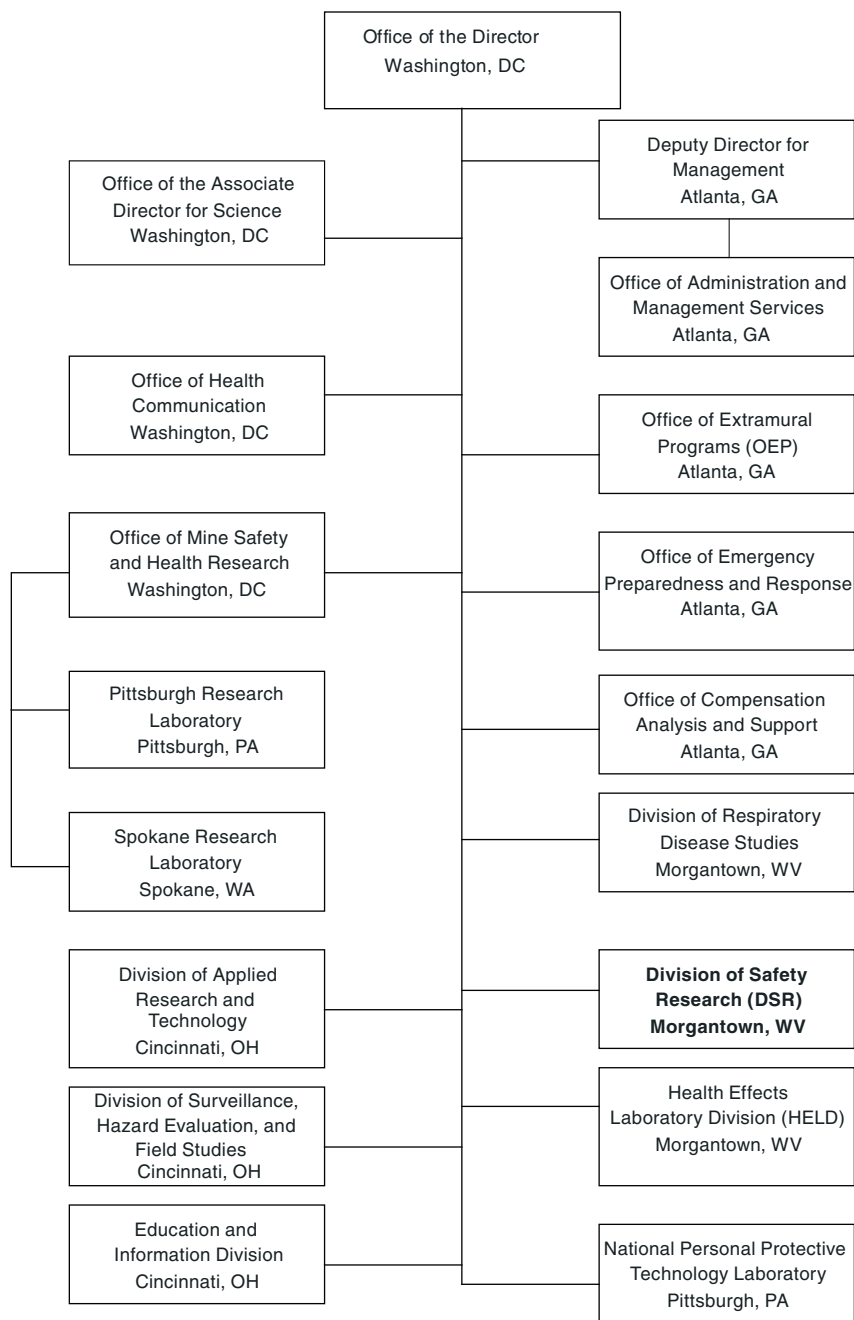 Office of the Director
Washington, DC
Deputy Director for
Management
Atlanta, GA
Office of the Associate
Director for Science
Washington, DC
Office of Administration and
Management Services
Atlanta, GA
Office of Health
Communication
Washington, DC
Office of Extramural
Programs (OEP)
Atlanta, GA
Office of Mine Safety
and Health Research
Washington, DC
Office of Emergency
Preparedness and Response
Atlanta, GA
Pittsburgh Research
Laboratory
Pittsburgh, PA
Office of Compensation
Analysis and Support
Atlanta, GA
Spokane Research
Laboratory
Spokane, WA
Division of Respiratory
Disease Studies
Morgantown, WV
Division of Applied
Research and
Technology
Cincinnati, OH
Division of Safety
Research (DSR)
Morgantown, WV
Division of Surveillance,
Hazard Evaluation, and
Field Studies
Cincinnati, OH
Health Effects
Laboratory Division (HELD)
Morgantown, WV
Education and
Information Division
Cincinnati, OH
National Personal Protective
Technology Laboratory
Pittsburgh, PA